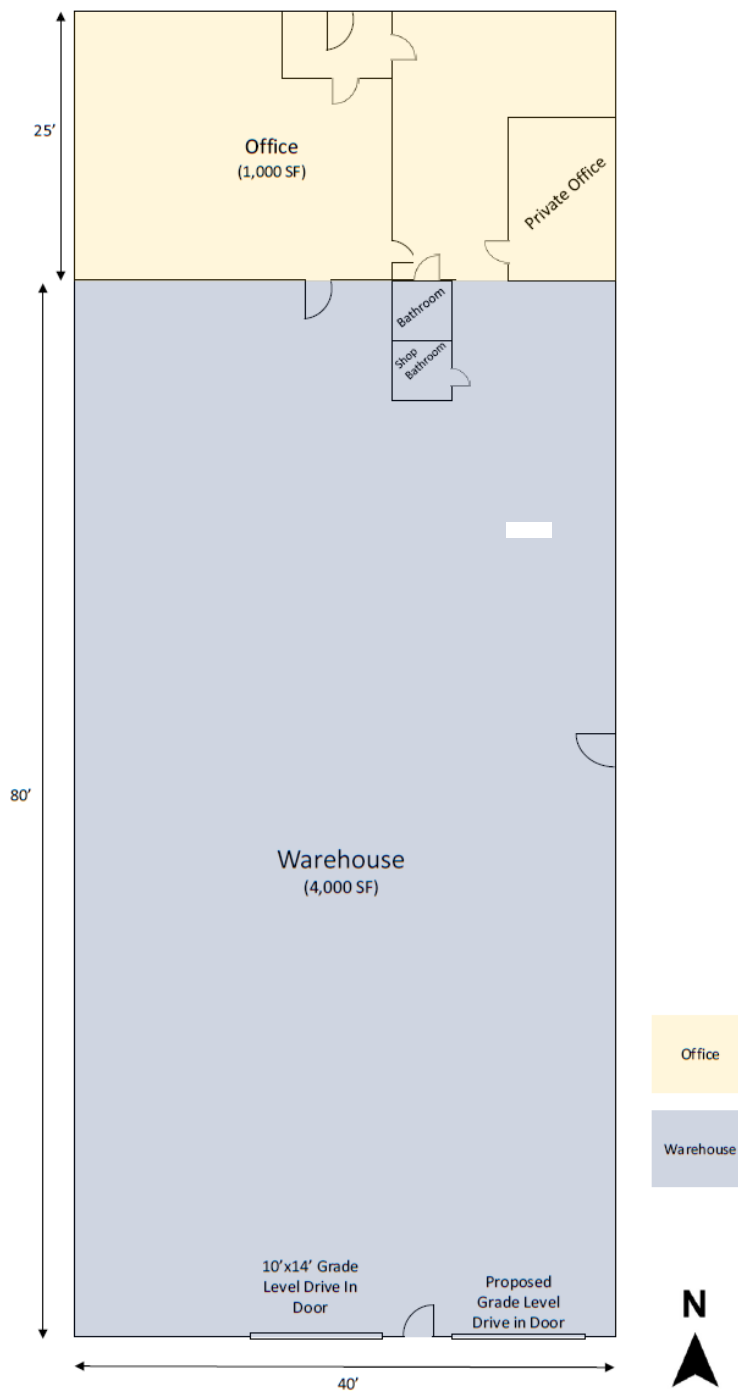 25’
Office
(1,000 SF)
Private Office
Bathroom
Shop
Bathroom
80’
Warehouse
(4,000 SF)
Office
Warehouse
10’x14’ Grade
Level Drive In
Door
Proposed
Grade Level
Drive in Door
N
40’